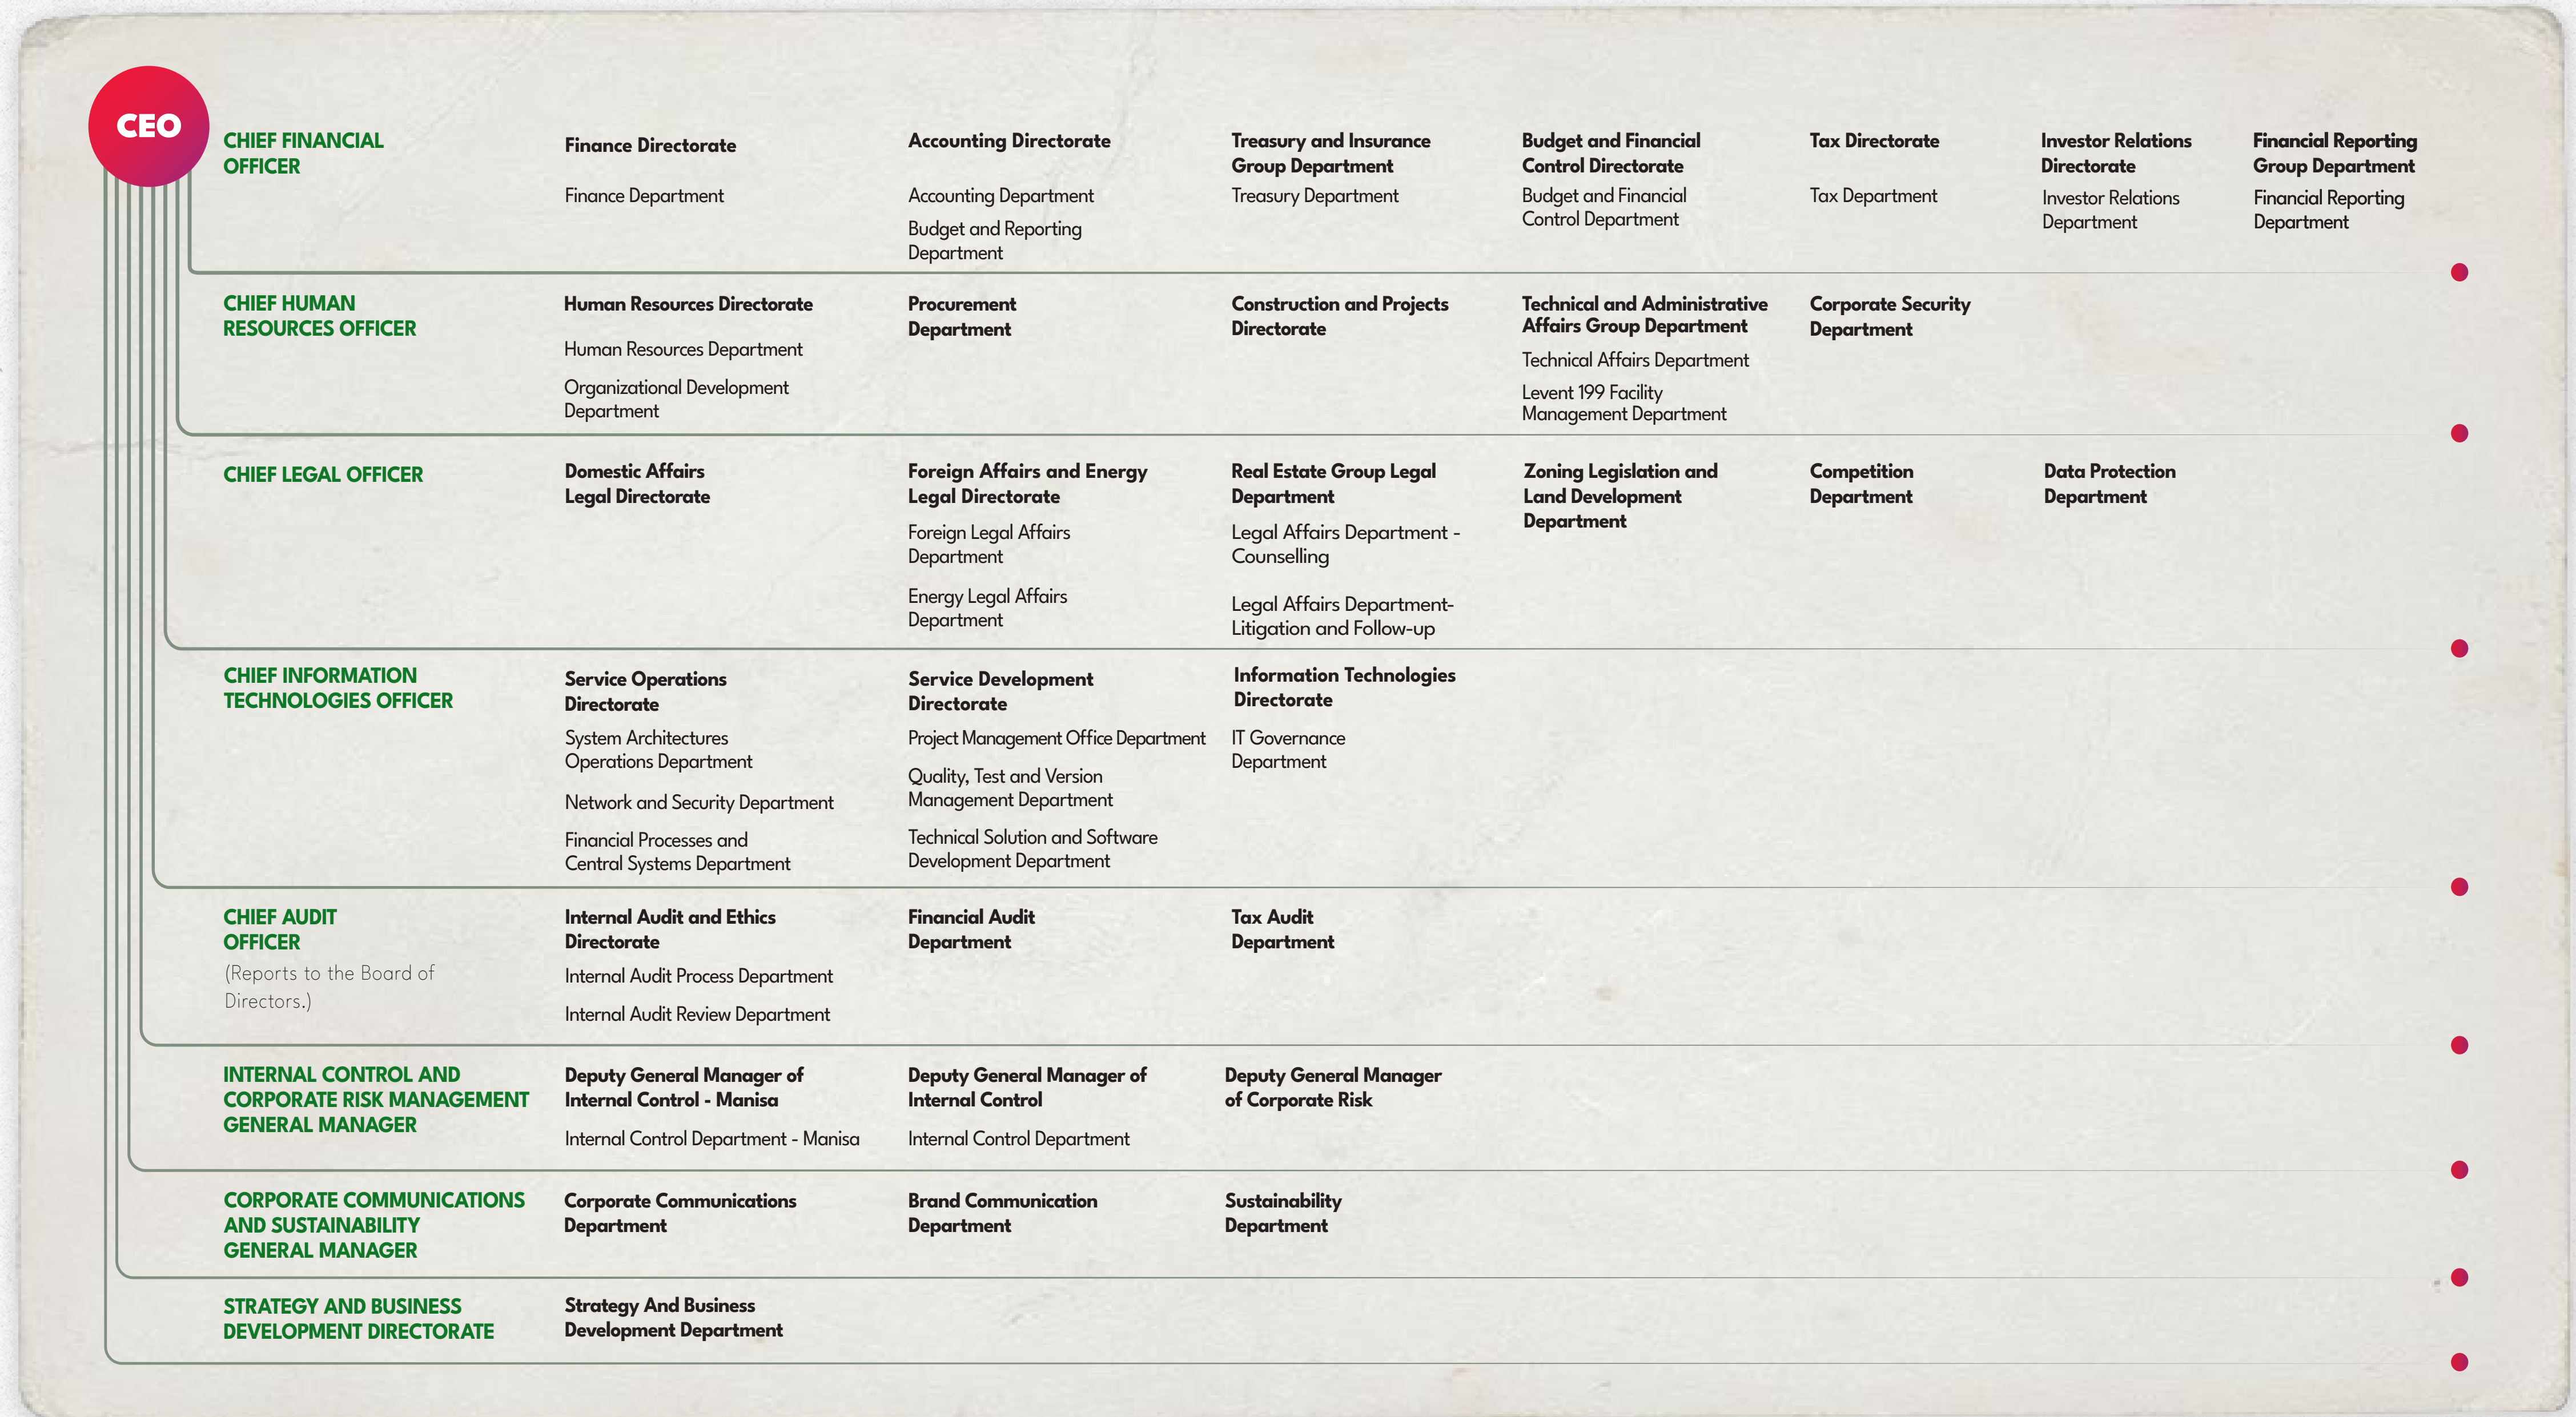 CEO
CHIEF FINANCIAL
OFFICER
Finance Directorate
Finance Department
Accounting Directorate
Accounting Department
Budget and Reporting
Department
Treasury and Insurance
Group Department
Treasury Department
Budget and Financial
Control Directorate
Budget and Financial
Control Department
Tax Directorate
Tax Department
Investor Relations
Directorate
Investor Relations
Department
Financial Reporting
Group Department
Financial Reporting
Department
CHIEF HUMAN
RESOURCES OFFICER
Human Resources Directorate
Human Resources Department
Organizational Development
Department
Procurement
Department
Construction and Projects
Directorate
Technical and Administrative
Affairs Group Department
Technical Affairs Department
Levent 199 Facility
Management Department
Corporate Security
Department
CHIEF LEGAL OFFICER
Domestic Affairs
Legal Directorate
Foreign Affairs and Energy
Legal Directorate
Foreign Legal Affairs
Department
Energy Legal Affairs
Department
Real Estate Group Legal
Department
Legal Affairs Department -
Counselling
Legal Affairs Department-
Litigation and Follow-up
Zoning Legislation and
Land Development
Department
Competition
Department
Data Protection
Department
CHIEF INFORMATION
TECHNOLOGIES OFFICER
Service Operations
Directorate
System Architectures
Operations Department
Network and Security Department
Financial Processes and
Central Systems Department
Service Development
Directorate
Project Management Office Department
Quality, Test and Version
Management Department
Technical Solution and Software
Development Department
Information Technologies
Directorate
IT Governance
Department
CHIEF AUDIT
OFFICER
(Reports to the Board of
Directors.)
Internal Audit and Ethics
Directorate
Internal Audit Process Department
Internal Audit Review Department
Financial Audit
Department
Tax Audit
Department
INTERNAL CONTROL AND
CORPORATE RISK MANAGEMENT
GENERAL MANAGER
Deputy General Manager of
Internal Control - Manisa
Internal Control Department - Manisa
Deputy General Manager of
Internal Control
Internal Control Department
Deputy General Manager
of Corporate Risk
CORPORATE COMMUNICATIONS
AND SUSTAINABILITY
GENERAL MANAGER
Corporate Communications
Department
Brand Communication
Department
Sustainability
Department
STRATEGY AND BUSINESS
DEVELOPMENT DIRECTORATE
Strategy And Business
Development Department